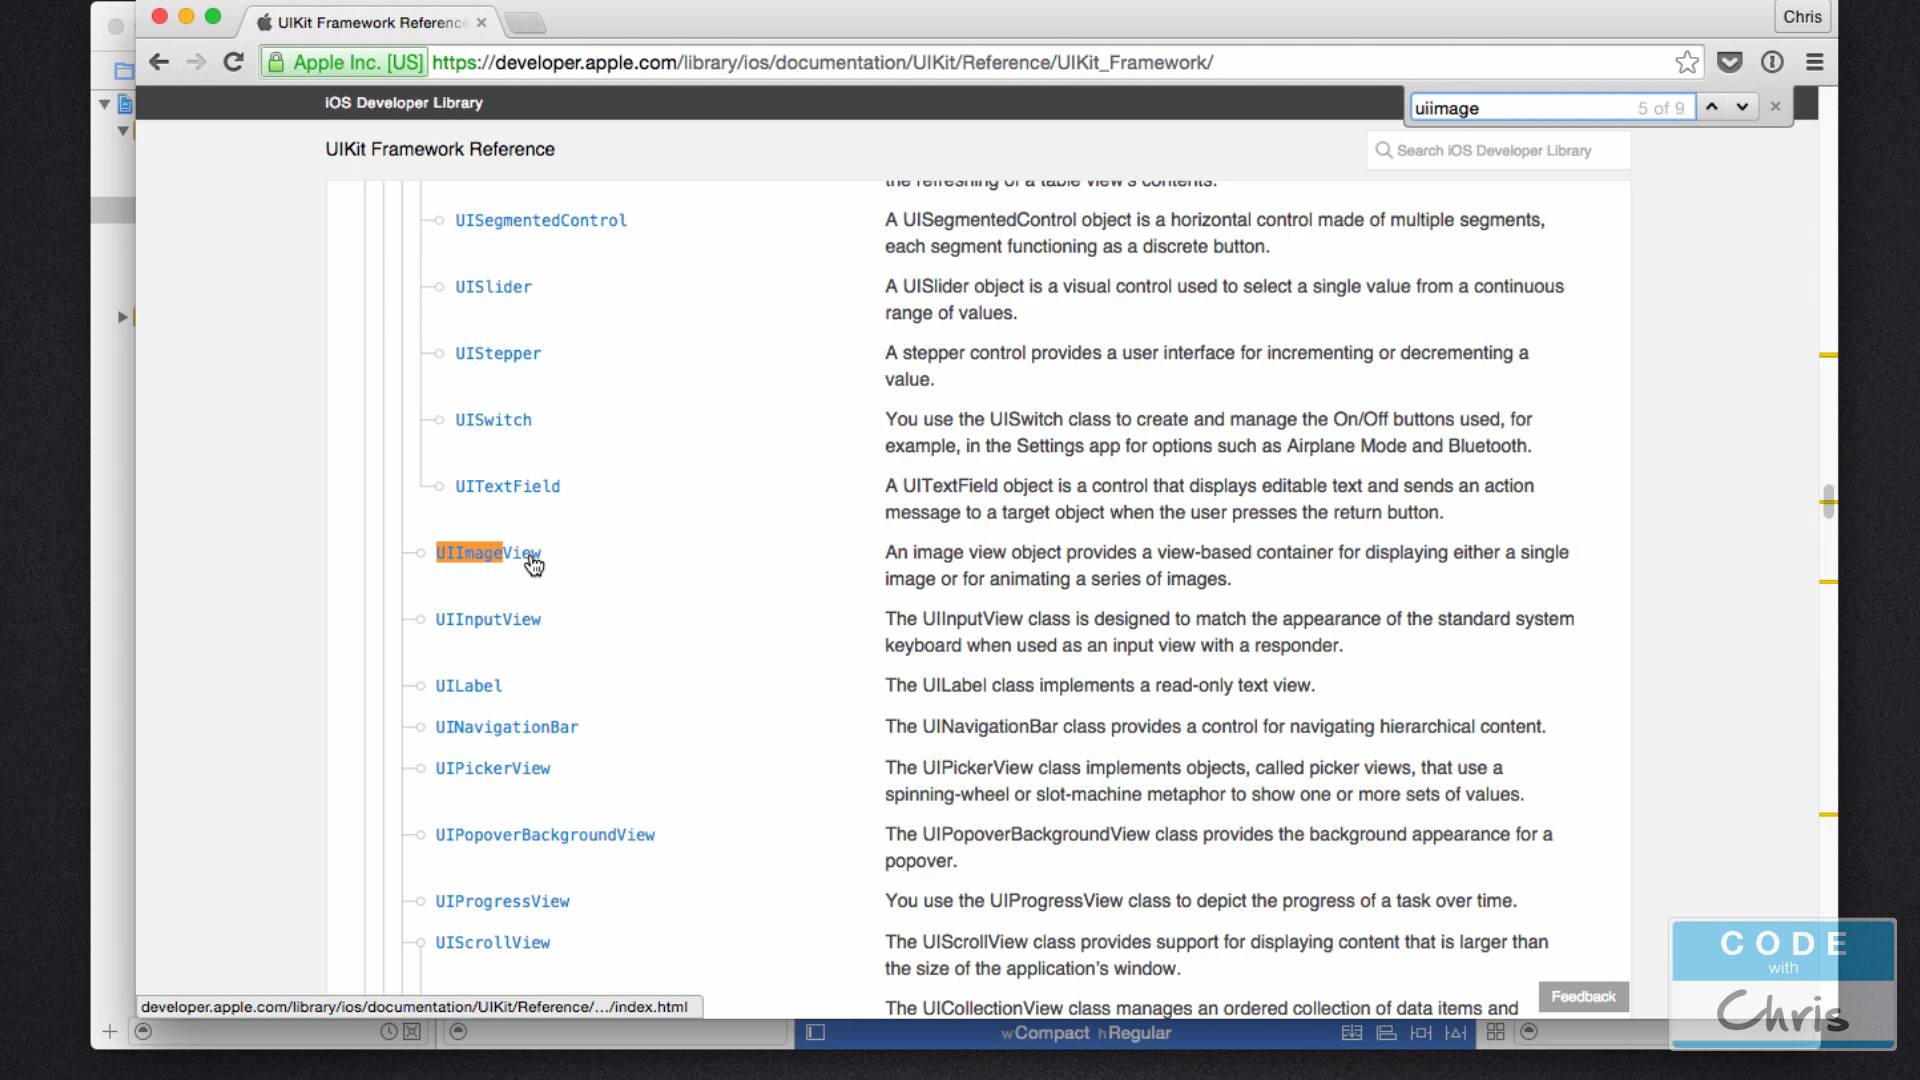 UIKit Framework Reference
Chris
Apple Inc. [US] https://developer.apple.com/library/ios/documentation/UIKit/Reference/UIKit_Framework/
iOS Developer Library
uiimage 5 of 9
UIKit Framework Reference
Search iOS Developer Library
the refreshing of a table view's contents.
UISegmentedControl
A UISegmentedControl object is a horizontal control made of multiple segments,
each segment functioning as a discrete button.
UISlider
A UISlider object is a visual control used to select a single value from a continuous
range of values.
UIStepper
A stepper control provides a user interface for incrementing or decrementing a
value.
UISwitch
You use the UISwitch class to create and manage the On/Off buttons used, for
example, in the Settings app for options such as Airplane Mode and Bluetooth.
UITextField
A UITextField object is a control that displays editable text and sends an action
message to a target object when the user presses the return button.
UIImageView
An image view object provides a view-based container for displaying either a single
image or for animating a series of images.
UIInputView
The UIInputView class is designed to match the appearance of the standard system
keyboard when used as an input view with a responder.
UILabel
The UILabel class implements a read-only text view.
UINavigationBar
The UINavigationBar class provides a control for navigating hierarchical content.
UIPickerView
The UIPickerView class implements objects, called picker views, that use a
spinning-wheel or slot-machine metaphor to show one or more sets of values.
UIPopoverBackgroundView
The UIPopoverBackgroundView class provides the background appearance for a
popover.
UIProgressView
You use the UIProgressView class to depict the progress of a task over time.
UIScrollView
The UIScrollView class provides support for displaying content that is larger than
the size of the application's window.
The UICollectionView class manages an ordered collection of data items and
Feedback
developer.apple.com/library/ios/documentation/UIKit/Reference/.../index.html
wCompact hRegular
CODE
with
Chris